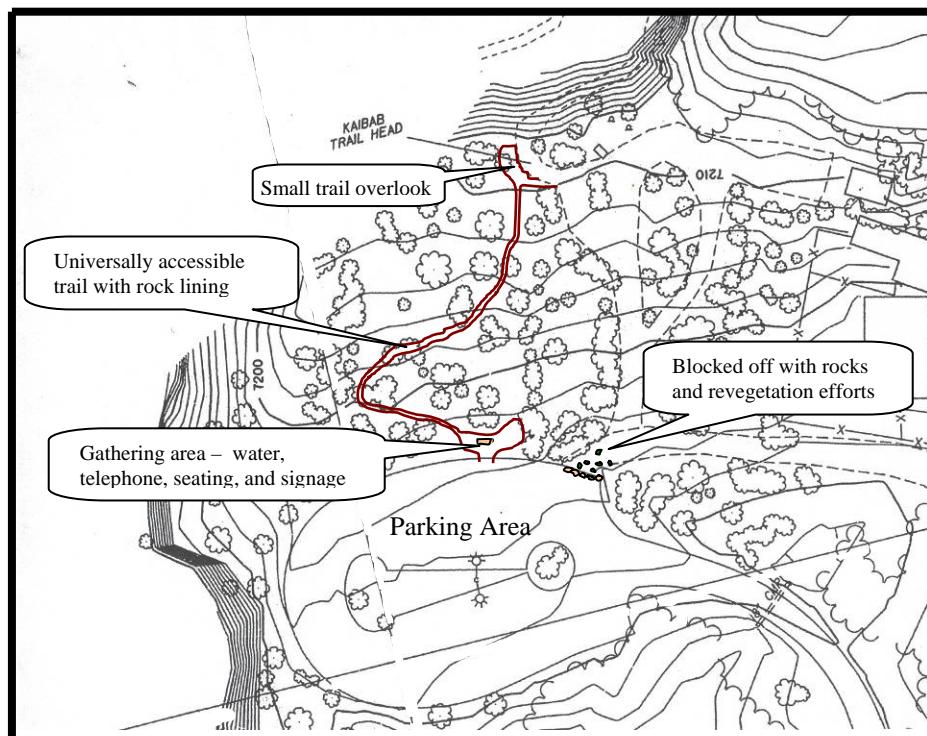 KAIBAB
TRAIL HEAD
Small trail overlook
7210
Universally accessible
trail with rock lining
Blocked off with rocks
and revegetation efforts
7200
Gathering area – water,
telephone, seating, and signage
Parking Area